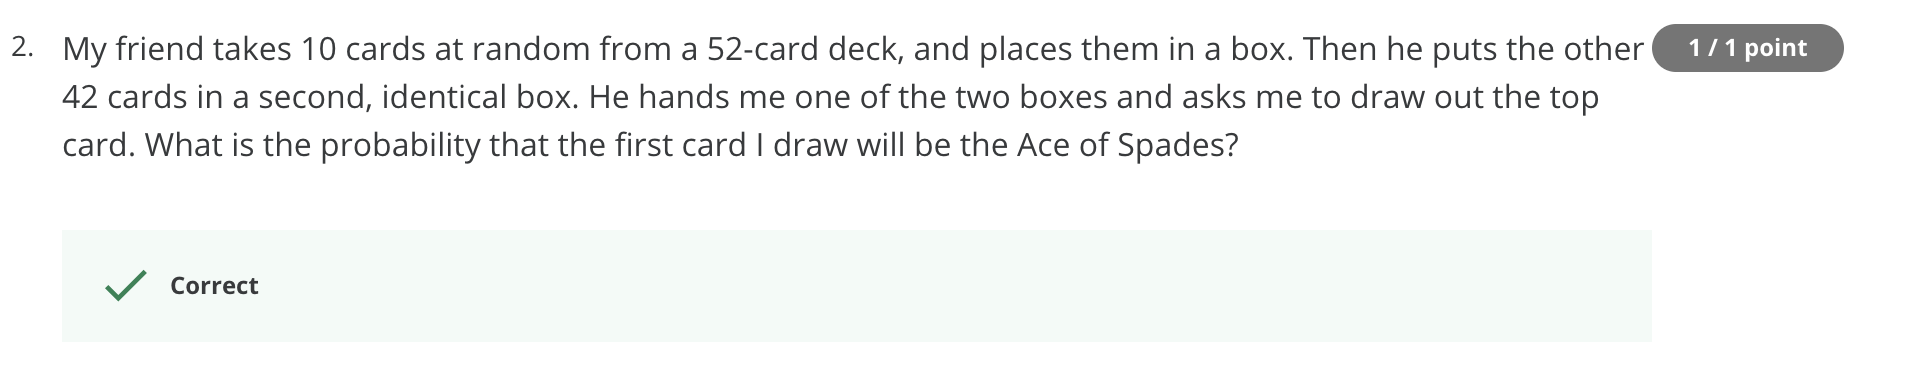 2. My friend takes 10 cards at random from a 52-card deck, and places them in a box. Then he puts the other 1 / 1 point
42 cards in a second, identical box. He hands me one of the two boxes and asks me to draw out the top
card. What is the probability that the first card I draw will be the Ace of Spades?
Correct